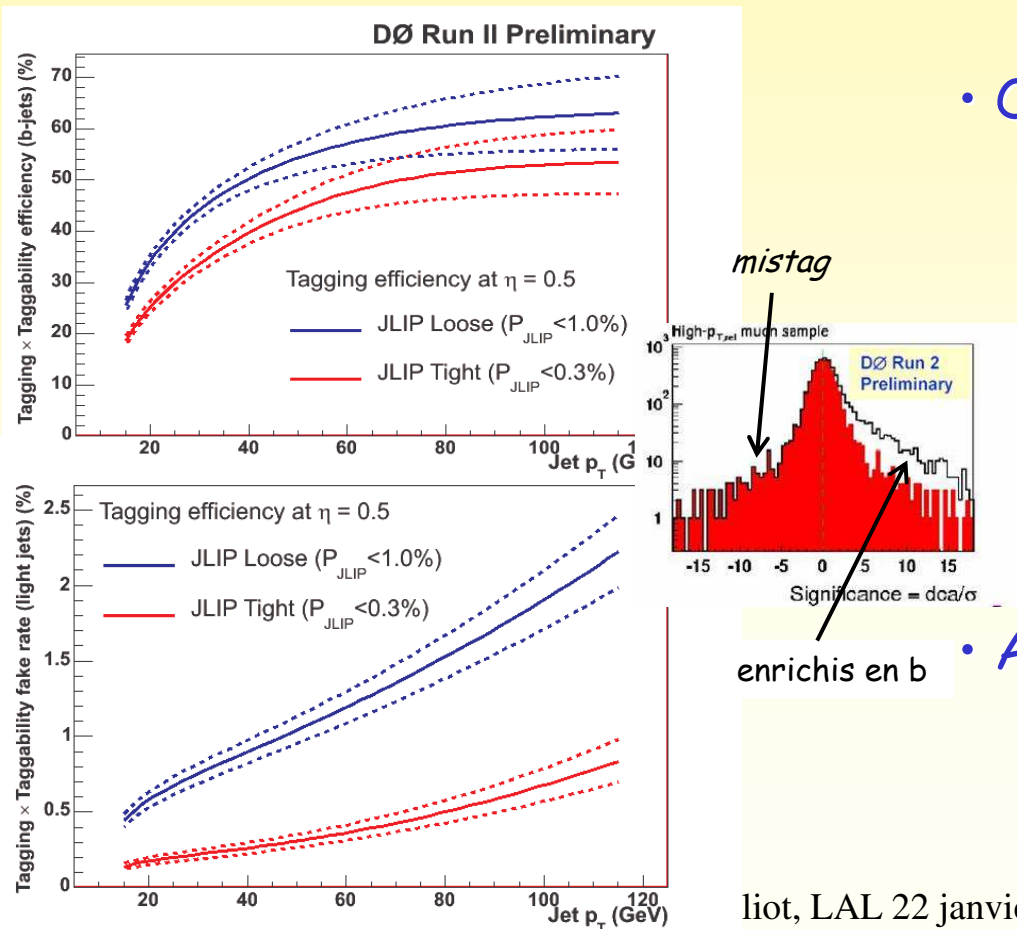 DØ Run II Preliminary
Tagging × Taggability efficiency (b-jets) (%)
70
60
50
40
30
20
10
0
Tagging efficiency at η = 0.5
JLIP Loose (P_JLIP<1.0%)
JLIP Tight (P_JLIP<0.3%)
20 40 60 80 100
Jet p_T (G
Tagging × Taggability fake rate (light jets) (%)
2.5
2
1.5
1
0.5
0
Tagging efficiency at η = 0.5
JLIP Loose (P_JLIP<1.0%)
JLIP Tight (P_JLIP<0.3%)
20 40 60 80 100 120
Jet p_T (GeV)
mistag
High-p_T,rel muon sample
DØ Run 2
Preliminary
10^3
10^2
10
1
-15 -10 -5 0 5 10 15
Significance = dca/σ
enrichis en b
• A
liot, LAL 22 janvie